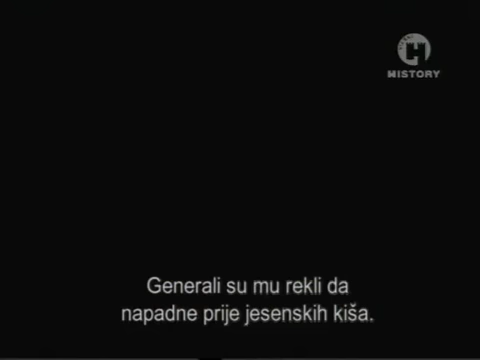 HISTORY
Generali su mu rekli da
napadne prije jesenskih kiša.